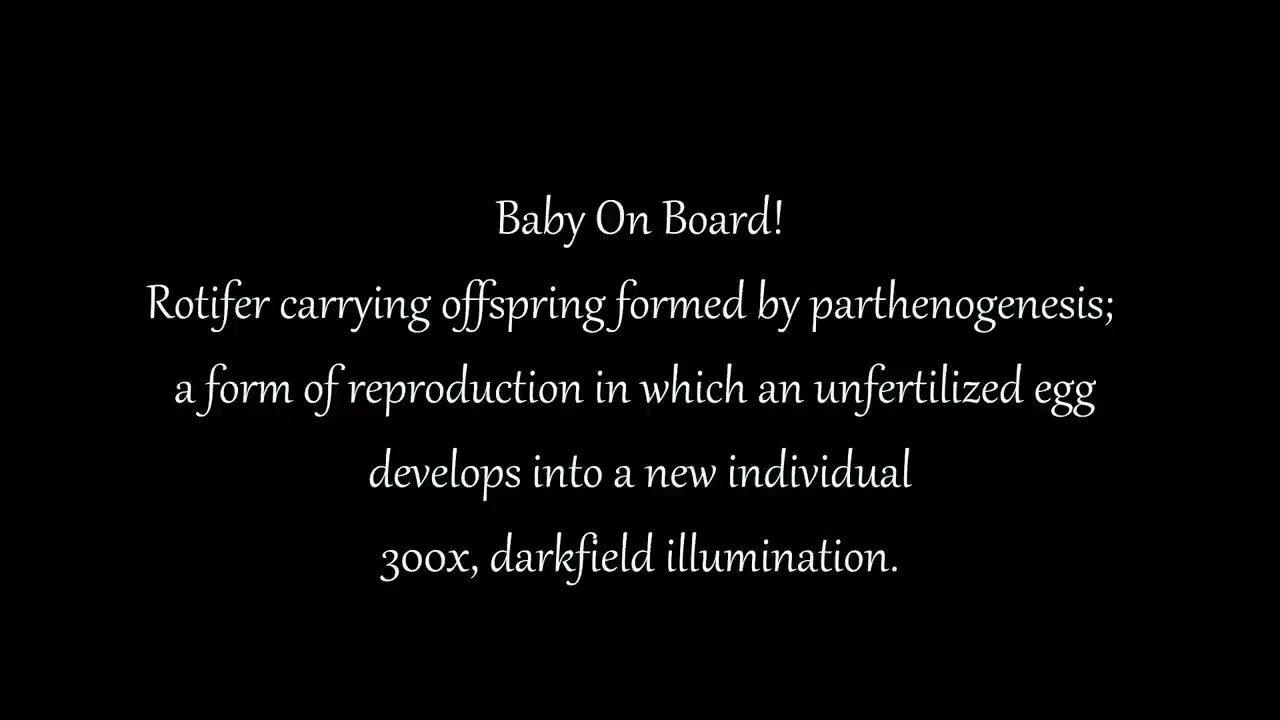 Baby On Board!
Rotifer carrying offspring formed by parthenogenesis;
a form of reproduction in which an unfertilized egg
develops into a new individual
300x, darkfield illumination.